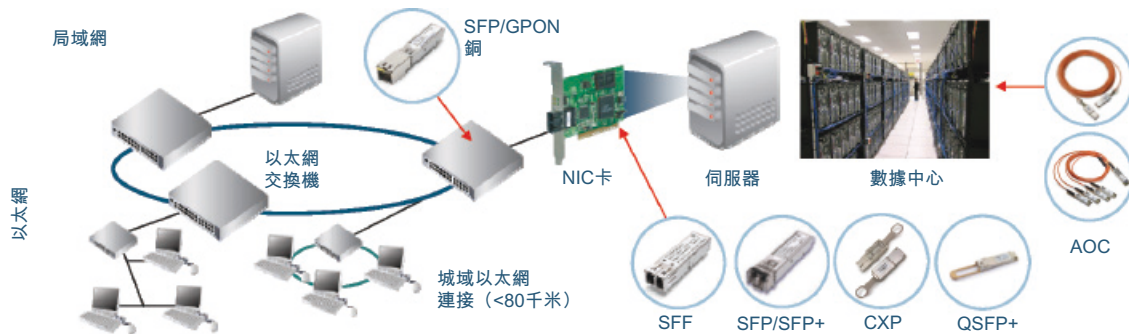 局域網
SFP/GPON
銅
以太網
交換機
NIC卡
伺服器
數據中心
以太網
城域以太網
連接（<80千米）
AOC
SFF
SFP/SFP+
CXP
QSFP+